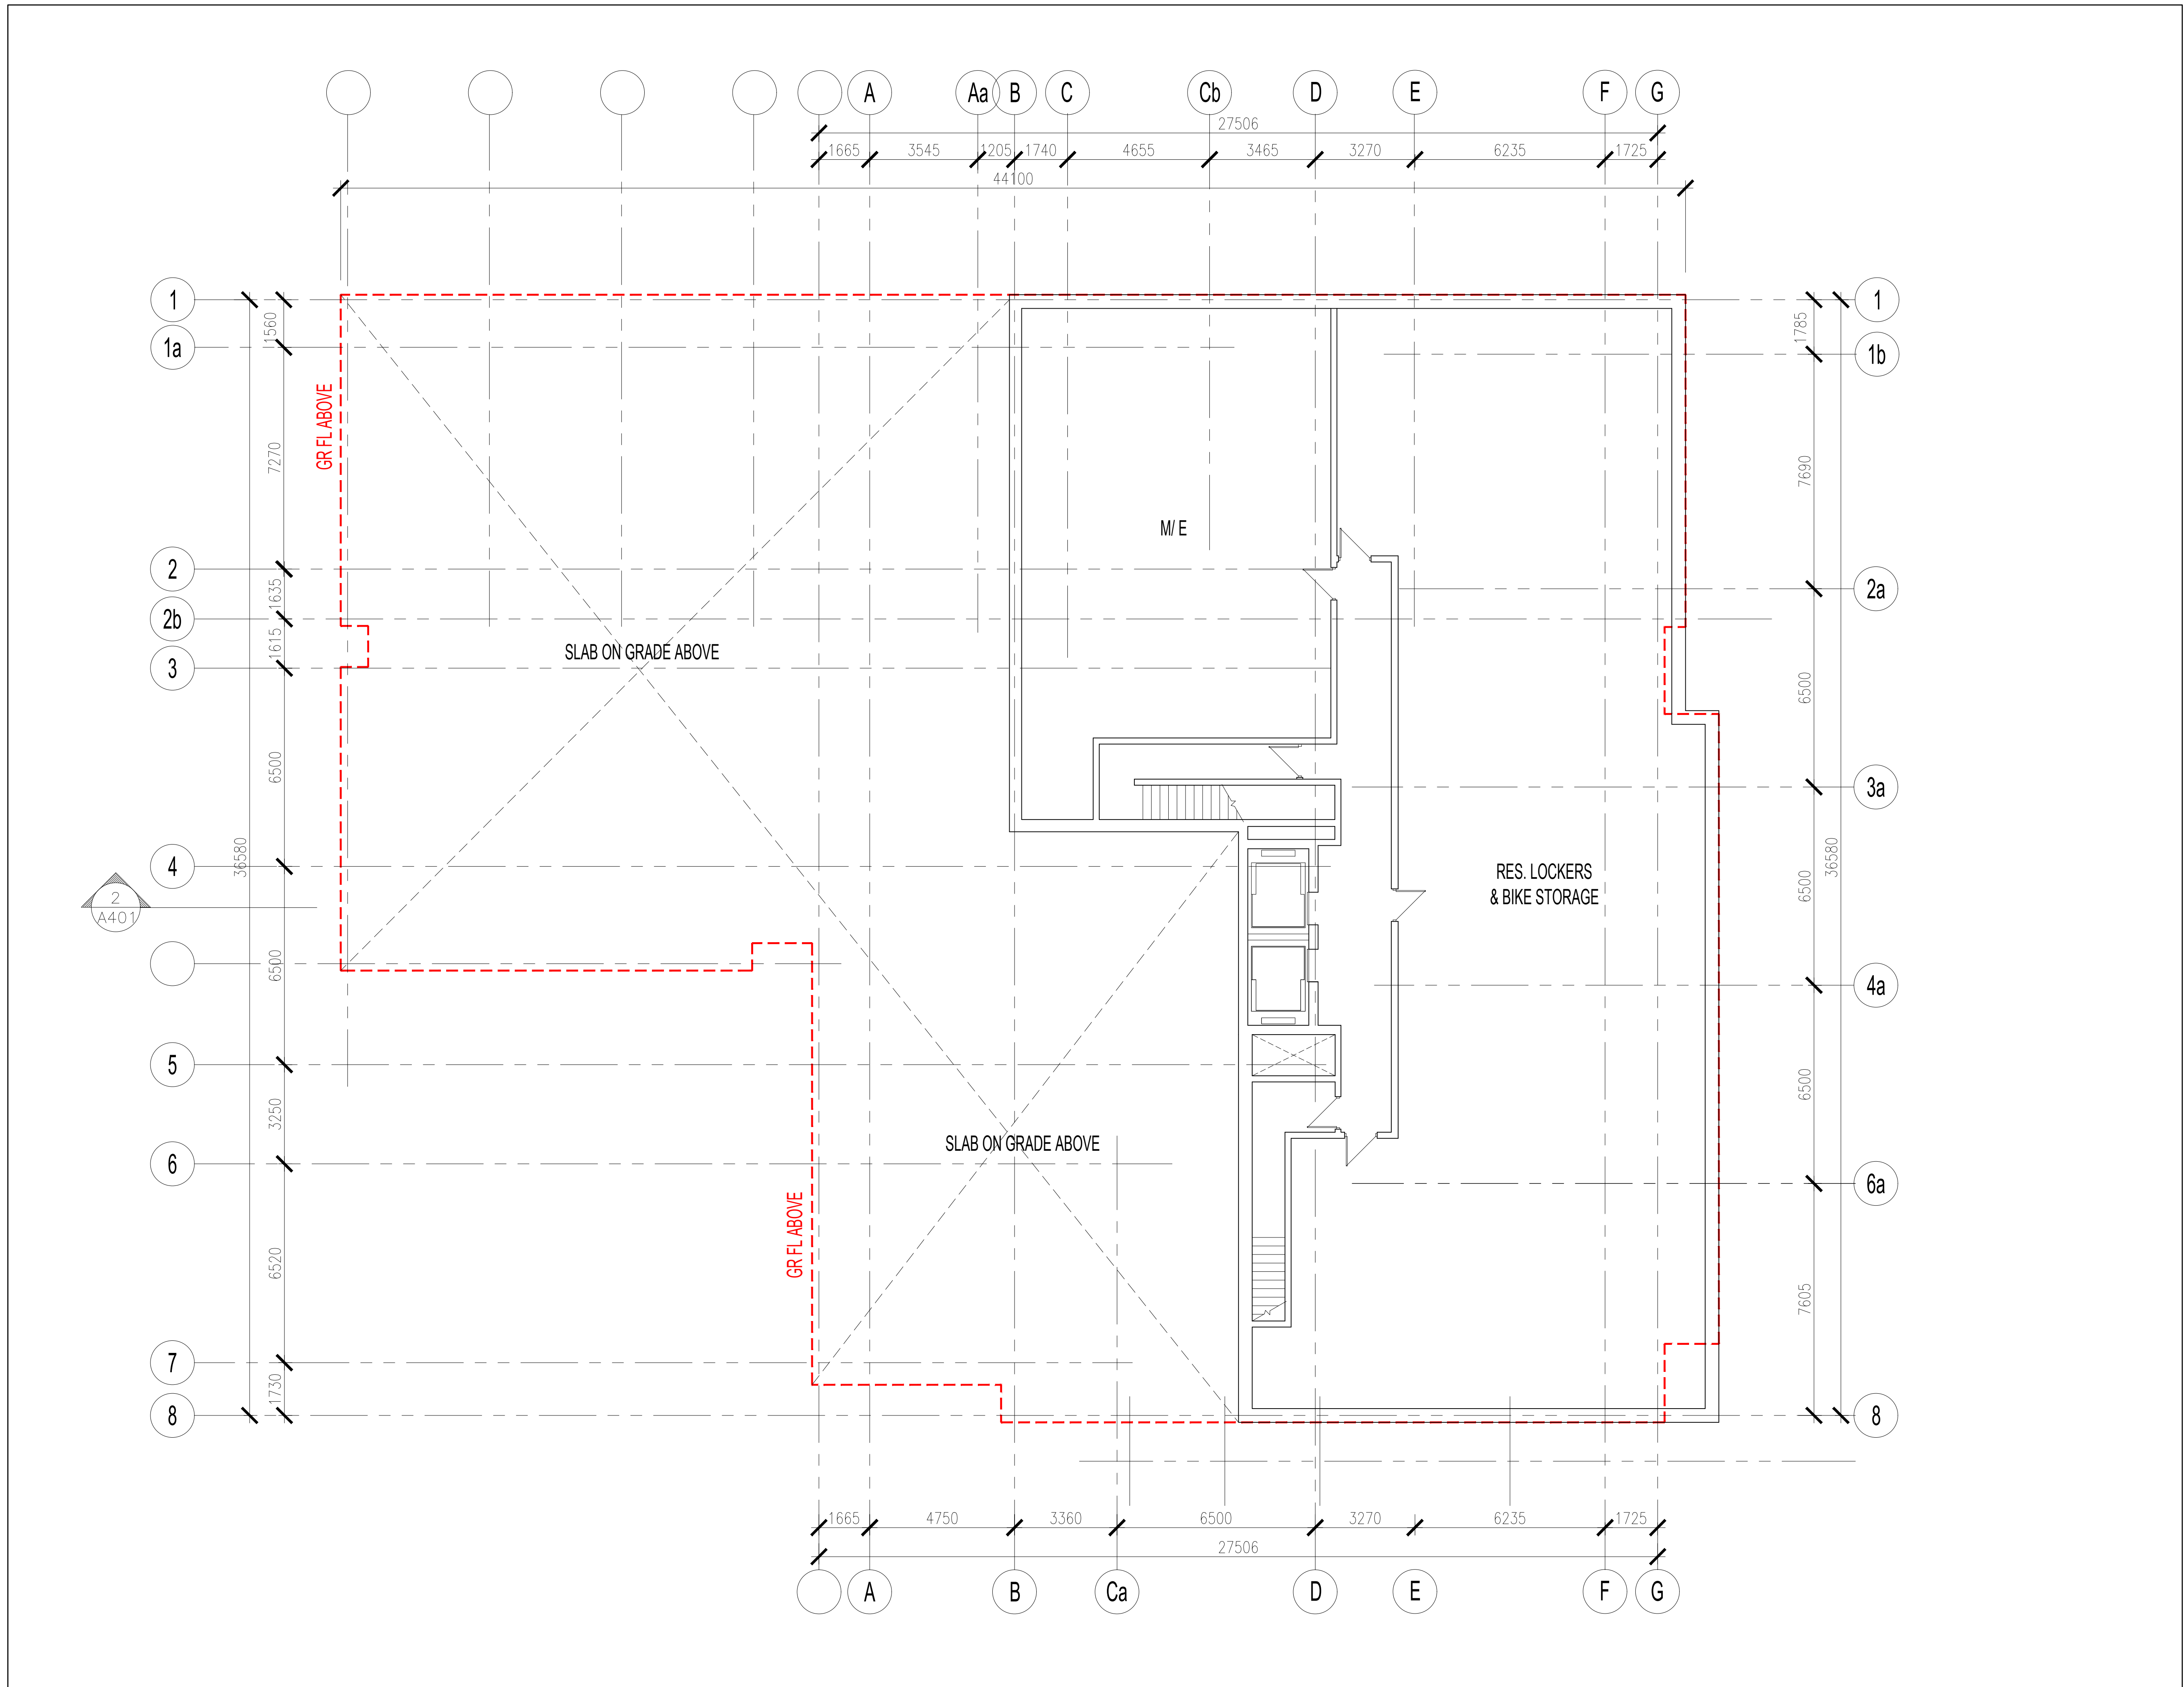 A Aa B C Cb D E F G
27506
1665 3545 1205 1740 4655 3465 3270 6235 1725
44100
1 1
1560 1785
1a 1b
GR FL ABOVE
7270 7690
M/ E
2 2a
1635
2b
1615
SLAB ON GRADE ABOVE
3
6500 6500
3a
36580 36580
4
RES. LOCKERS
& BIKE STORAGE
6500
2
A401
6500
4a
5
3250 6500
SLAB ON GRADE ABOVE
6 6a
GR FL ABOVE
6520 7605
7
1730
8 8
1665 4750 3360 6500 3270 6235 1725
27506
A B Ca D E F G